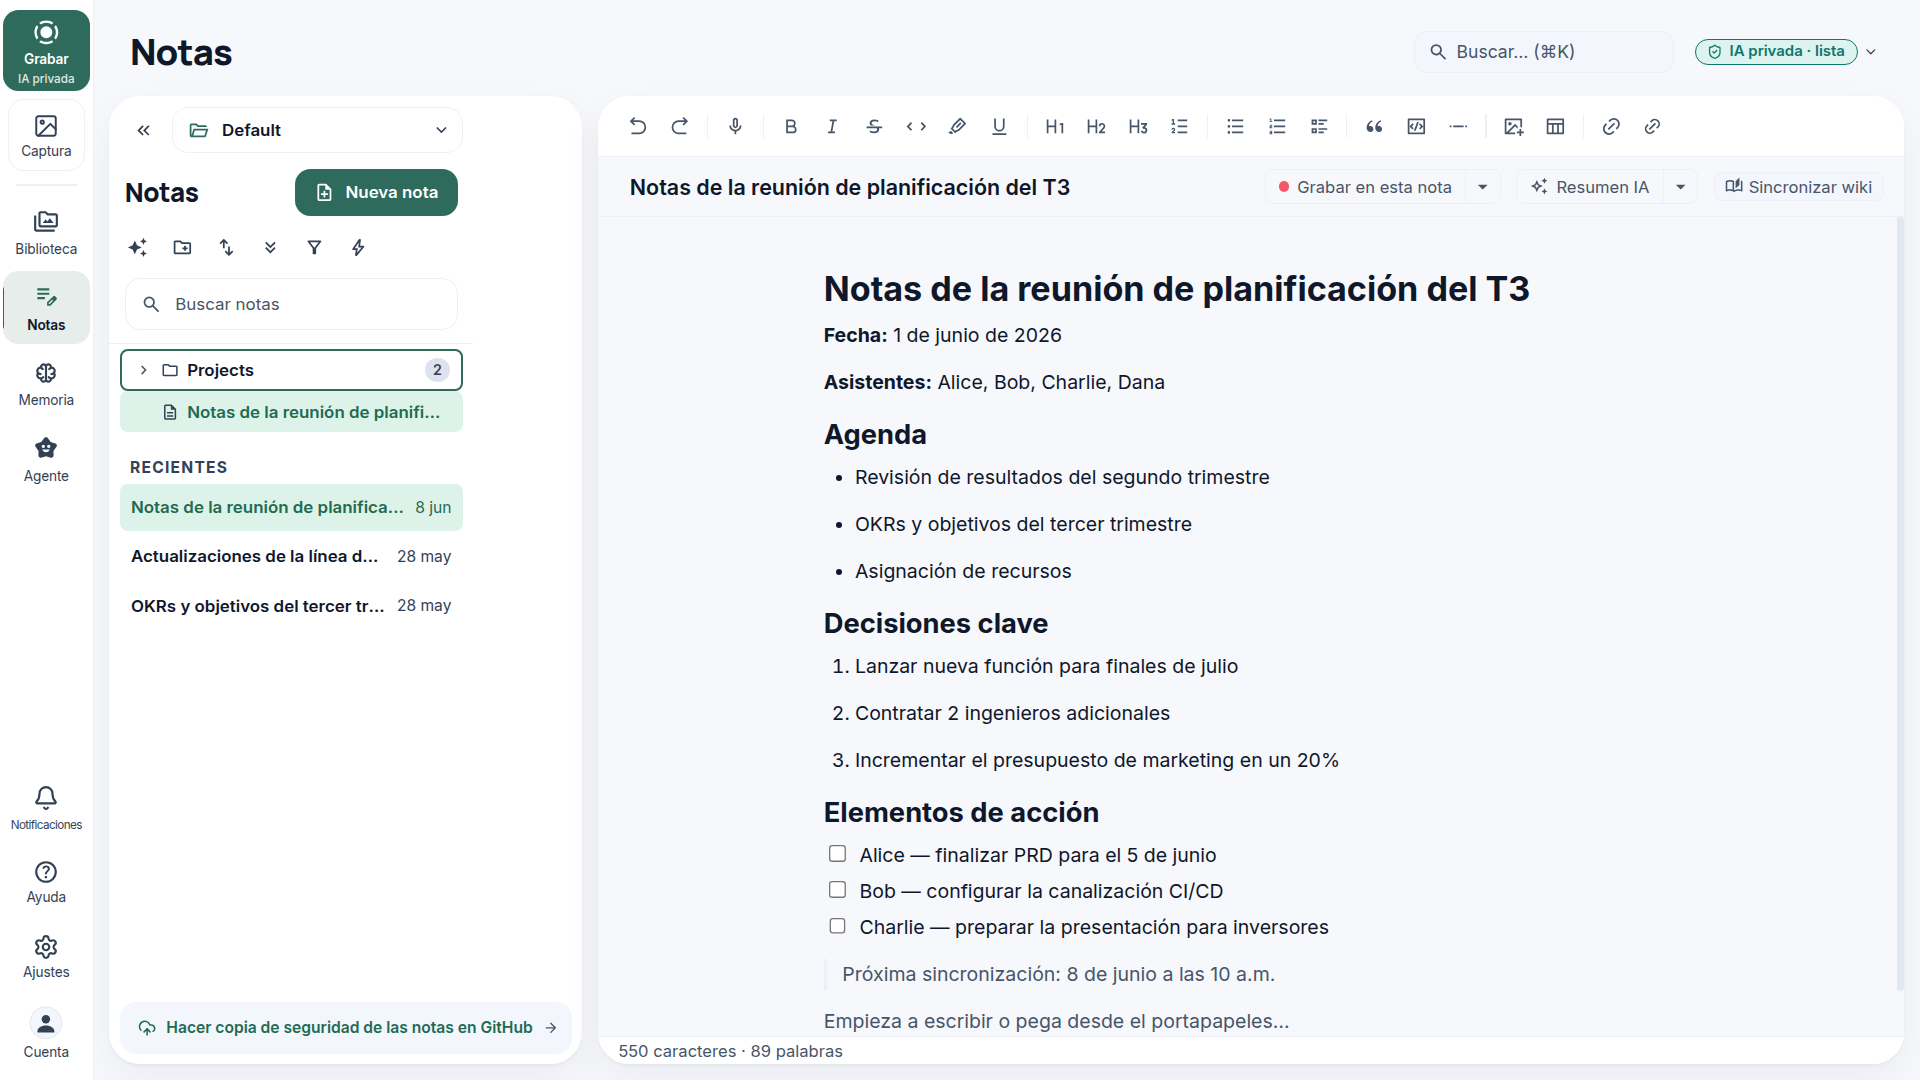 Grabar
IA privada
Captura
Biblioteca
Notas
Memoria
Agente
Notificaciones
Ayuda
Ajustes
Cuenta
Notas
Buscar... (⌘K)
IA privada · lista
Default
Notas
Nueva nota
Buscar notas
Projects
2
Notas de la reunión de planifi...
RECIENTES
Notas de la reunión de planifica... 8 jun
Actualizaciones de la línea d... 28 may
OKRs y objetivos del tercer tr... 28 may
Hacer copia de seguridad de las notas en GitHub
B I S U H1 H2 H3
Notas de la reunión de planificación del T3
Grabar en esta nota
Resumen IA
Sincronizar wiki
Notas de la reunión de planificación del T3
Fecha: 1 de junio de 2026
Asistentes: Alice, Bob, Charlie, Dana
Agenda
• Revisión de resultados del segundo trimestre
• OKRs y objetivos del tercer trimestre
• Asignación de recursos
Decisiones clave
1. Lanzar nueva función para finales de julio
2. Contratar 2 ingenieros adicionales
3. Incrementar el presupuesto de marketing en un 20%
Elementos de acción
Alice — finalizar PRD para el 5 de junio
Bob — configurar la canalización CI/CD
Charlie — preparar la presentación para inversores
Próxima sincronización: 8 de junio a las 10 a.m.
Empieza a escribir o pega desde el portapapeles...
550 caracteres · 89 palabras